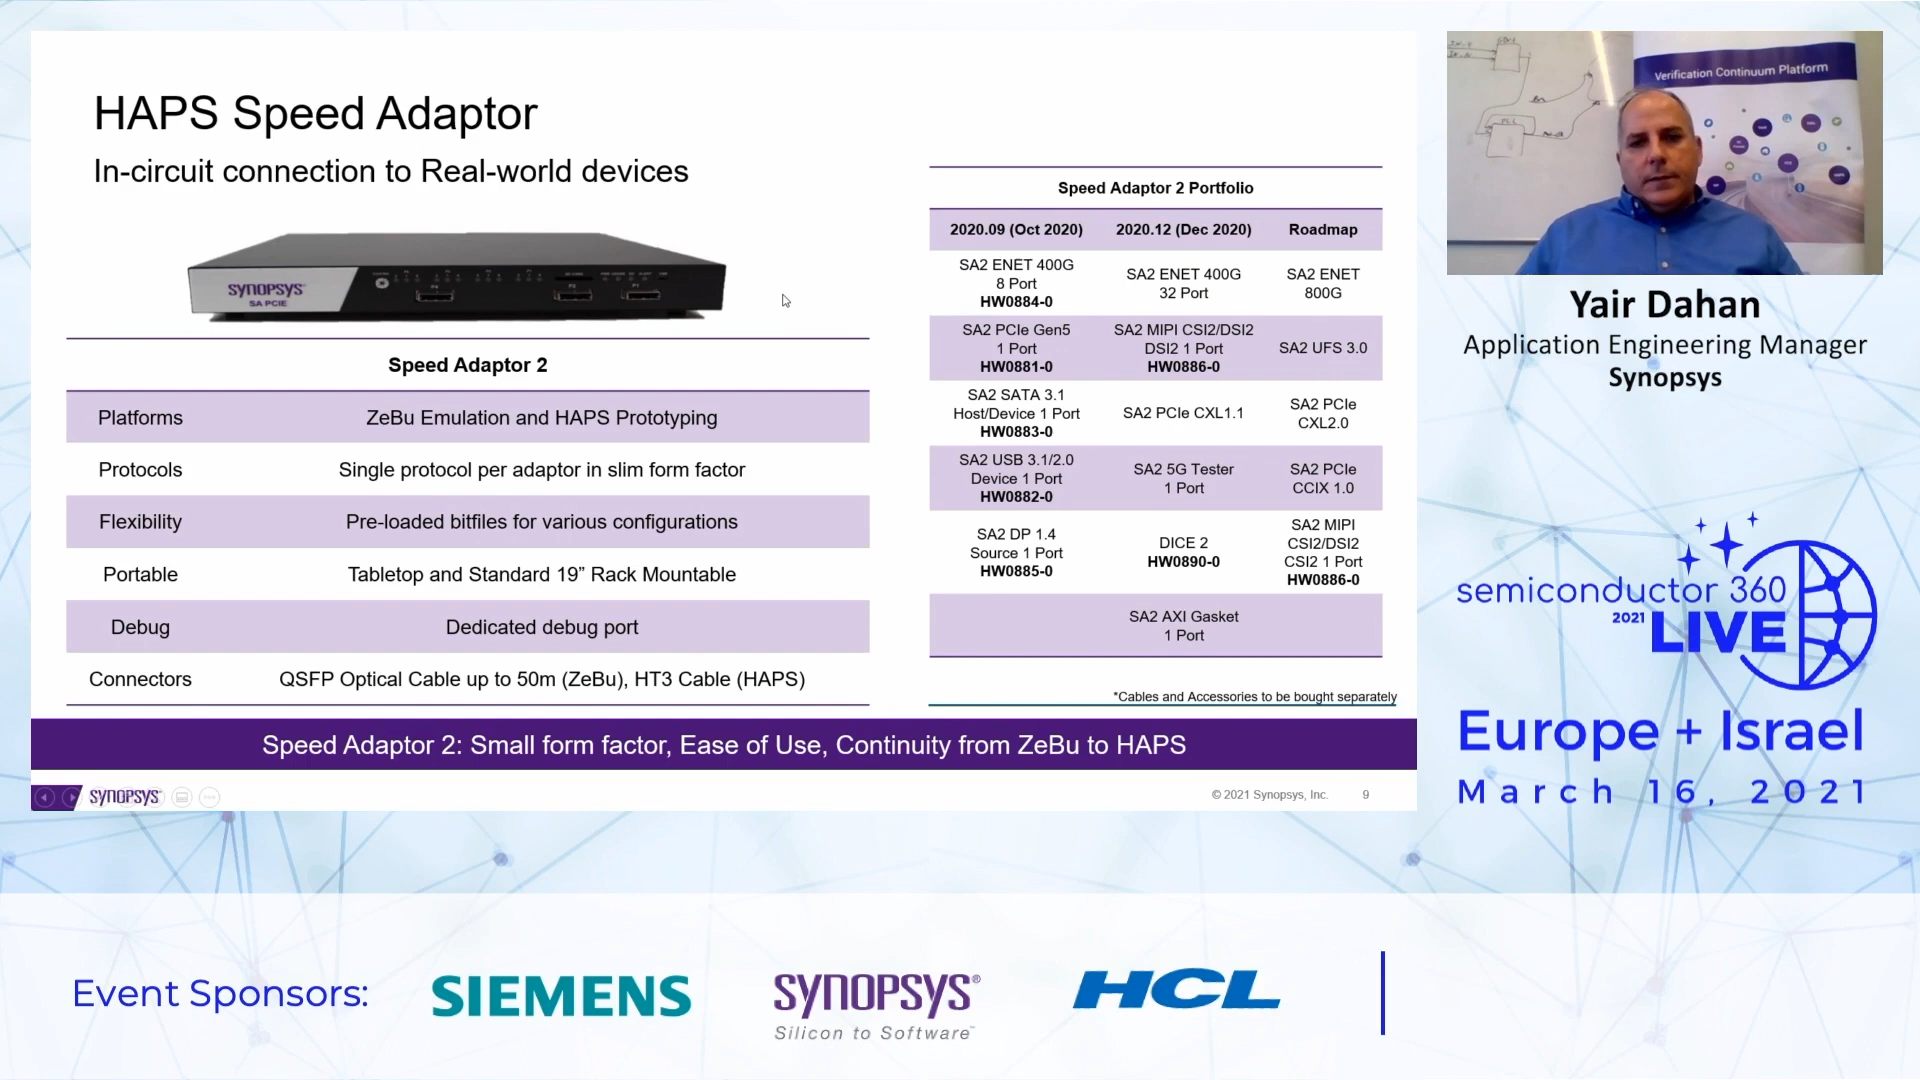 HAPS Speed Adaptor
In-circuit connection to Real-world devices
SYNOPSYS
SA PCIE
P4
P2
P1
Speed Adaptor 2
Platforms ZeBu Emulation and HAPS Prototyping
Protocols Single protocol per adaptor in slim form factor
Flexibility Pre-loaded bitfiles for various configurations
Portable Tabletop and Standard 19” Rack Mountable
Debug Dedicated debug port
Connectors QSFP Optical Cable up to 50m (ZeBu), HT3 Cable (HAPS)
Speed Adaptor 2 Portfolio
2020.09 (Oct 2020) 2020.12 (Dec 2020) Roadmap
SA2 ENET 400G
8 Port
HW0884-0
SA2 ENET 400G
32 Port
SA2 ENET
800G
SA2 PCIe Gen5
1 Port
HW0881-0
SA2 MIPI CSI2/DSI2
DSI2 1 Port
HW0886-0
SA2 UFS 3.0
SA2 SATA 3.1
Host/Device 1 Port
HW0883-0
SA2 PCIe CXL1.1
SA2 PCIe
CXL2.0
SA2 USB 3.1/2.0
Device 1 Port
HW0882-0
SA2 5G Tester
1 Port
SA2 PCIe
CCIX 1.0
SA2 DP 1.4
Source 1 Port
HW0885-0
DICE 2
HW0890-0
SA2 MIPI
CSI2/DSI2
CSI2 1 Port
HW0886-0
SA2 AXI Gasket
1 Port
*Cables and Accessories to be bought separately
Speed Adaptor 2: Small form factor, Ease of Use, Continuity from ZeBu to HAPS
SYNOPSYS
© 2021 Synopsys, Inc. 9
Verification Continuum Platform
Yair Dahan
Application Engineering Manager
Synopsys
semiconductor 360
2021 LIVE
Europe + Israel
March 16, 2021
Event Sponsors:
SIEMENS
SYNOPSYS®
Silicon to Software™
HCL